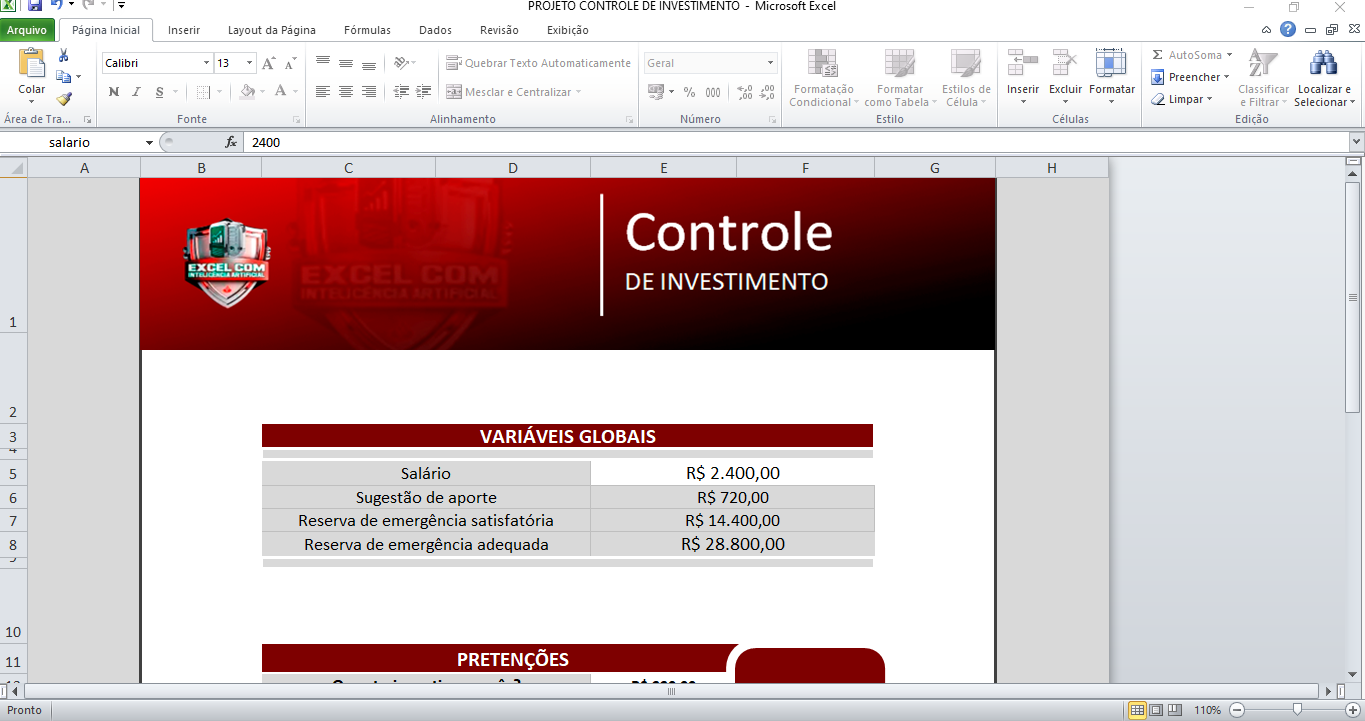 PROJETO CONTROLE DE INVESTIMENTO - Microsoft Excel
Arquivo Página Inicial Inserir Layout da Página Fórmulas Dados Revisão Exibição
Colar
Área de Tra...
Calibri 13
N I S
Fonte
Quebrar Texto Automaticamente
Mesclar e Centralizar
Alinhamento
Geral
% 000
Número
Formatação Condicional
Formatar como Tabela
Estilos de Célula
Estilo
Inserir Excluir Formatar
Células
Σ AutoSoma
Preencher
Limpar
Classificar e Filtrar
Localizar e Selecionar
Edição
salario fx 2400
A B C D E F G H
1
EXCEL.COM
INTELIGÊNCIA ARTIFICIAL
EXCEL.COM
INTELIGÊNCIA ARTIFICIAL
Controle
DE INVESTIMENTO
2
3 VARIÁVEIS GLOBAIS
5 Salário R$ 2.400,00
6 Sugestão de aporte R$ 720,00
7 Reserva de emergência satisfatória R$ 14.400,00
8 Reserva de emergência adequada R$ 28.800,00
10
11 PRETENÇÕES
Pronto 110%